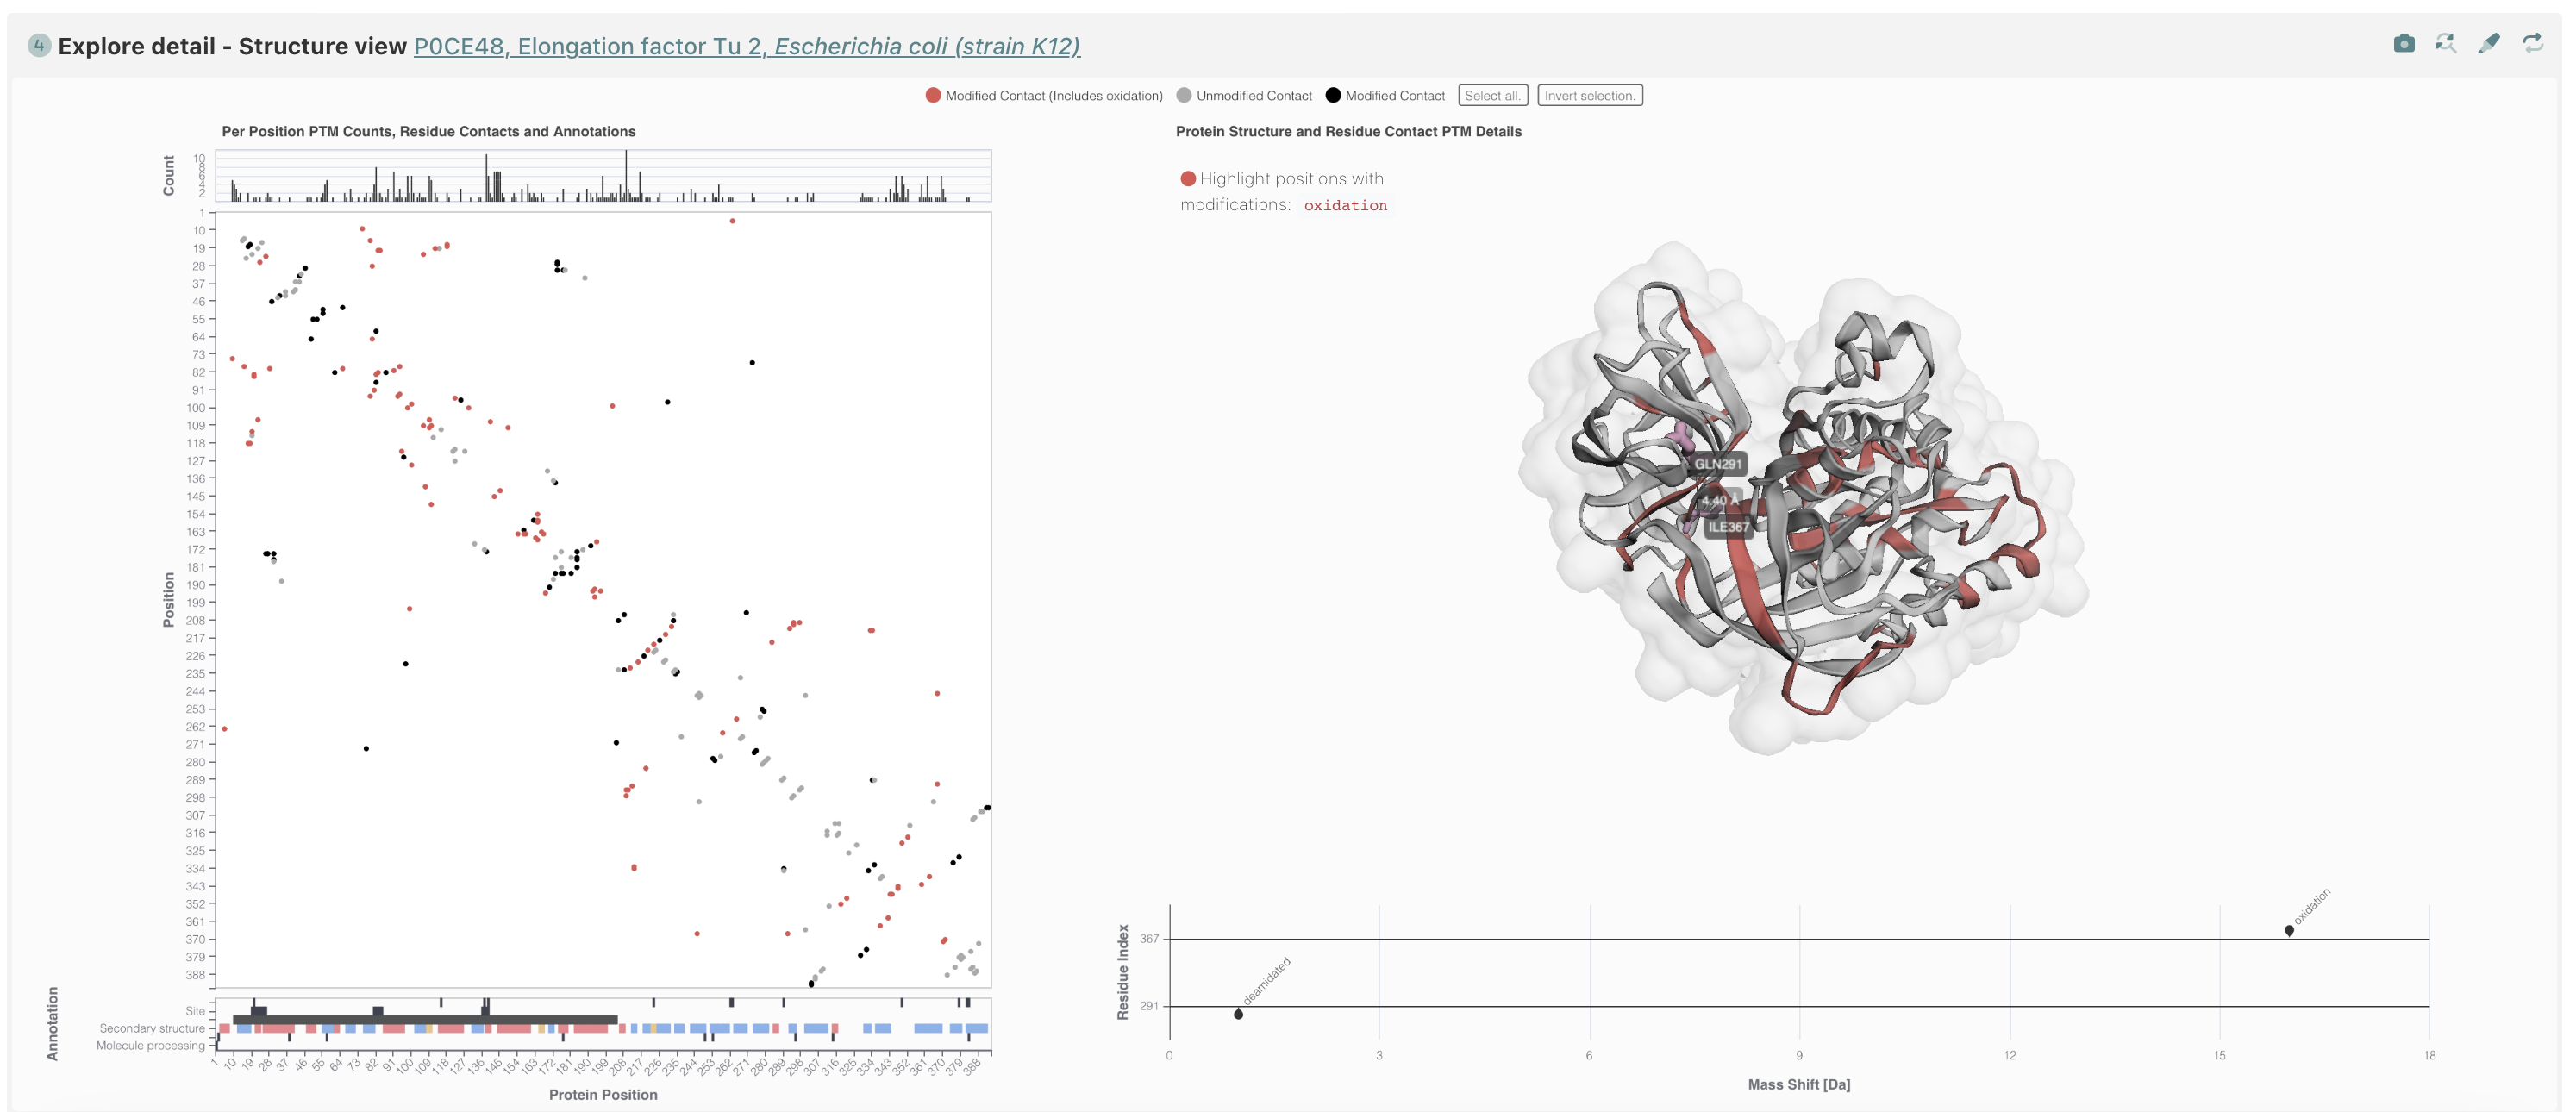 4 Explore detail - Structure view P0CE48, Elongation factor Tu 2, Escherichia coli (strain K12)
Modified Contact (Includes oxidation) Unmodified Contact Modified Contact Select all. Invert selection.
Per Position PTM Counts, Residue Contacts and Annotations
Count
10
8
6
4
2
Position
1
10
19
28
37
46
55
64
73
82
91
100
109
118
127
136
145
154
163
172
181
190
199
208
217
226
235
244
253
262
271
280
289
298
307
316
325
334
343
352
361
370
379
388
Annotation
Site
Secondary structure
Molecule processing
1 10 19 28 37 46 55 64 73 82 91 100 109 118 127 136 145 154 163 172 181 190 199 208 217 226 235 244 253 262 271 280 289 298 307 316 325 334 343 352 361 370 379 388
Protein Position
Protein Structure and Residue Contact PTM Details
Highlight positions with
modifications: oxidation
GLN291
4.40 Å
ILE367
Residue Index
oxidation
367
deamidated
291
0 3 6 9 12 15 18
Mass Shift [Da]